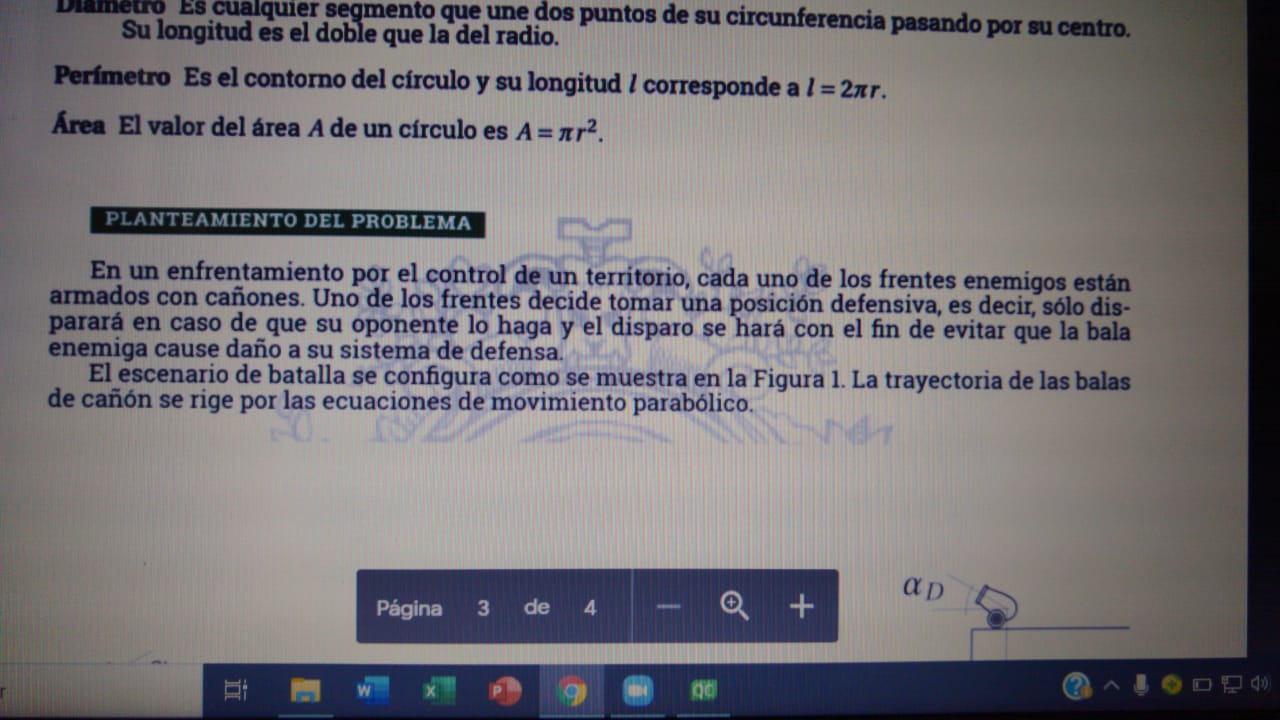 Diámetro Es cualquier segmento que une dos puntos de su circunferencia pasando por su centro.
Su longitud es el doble que la del radio.
Perímetro Es el contorno del círculo y su longitud l corresponde a l = 2πr.
Área El valor del área A de un círculo es A = πr².
PLANTEAMIENTO DEL PROBLEMA
En un enfrentamiento por el control de un territorio, cada uno de los frentes enemigos están
armados con cañones. Uno de los frentes decide tomar una posición defensiva, es decir, sólo dis-
parará en caso de que su oponente lo haga y el disparo se hará con el fin de evitar que la bala
enemiga cause daño a su sistema de defensa.
El escenario de batalla se configura como se muestra en la Figura 1. La trayectoria de las balas
de cañón se rige por las ecuaciones de movimiento parabólico.
α D
Página 3 de 4
r
W
X
P
QC